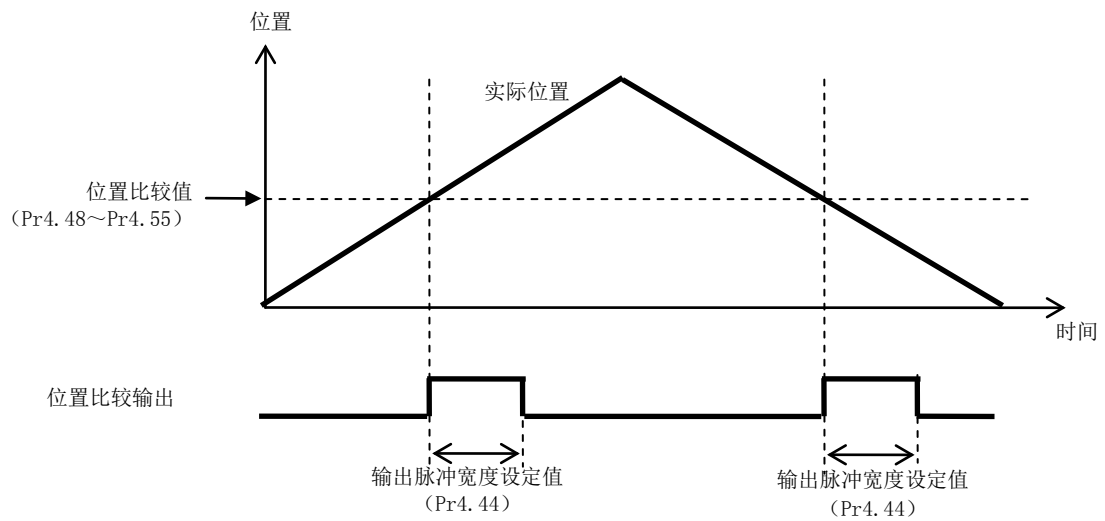 位置
实际位置
位置比较值
（Pr4.48～Pr4.55）
时间
位置比较输出
输出脉冲宽度设定值
（Pr4.44）
输出脉冲宽度设定值
（Pr4.44）